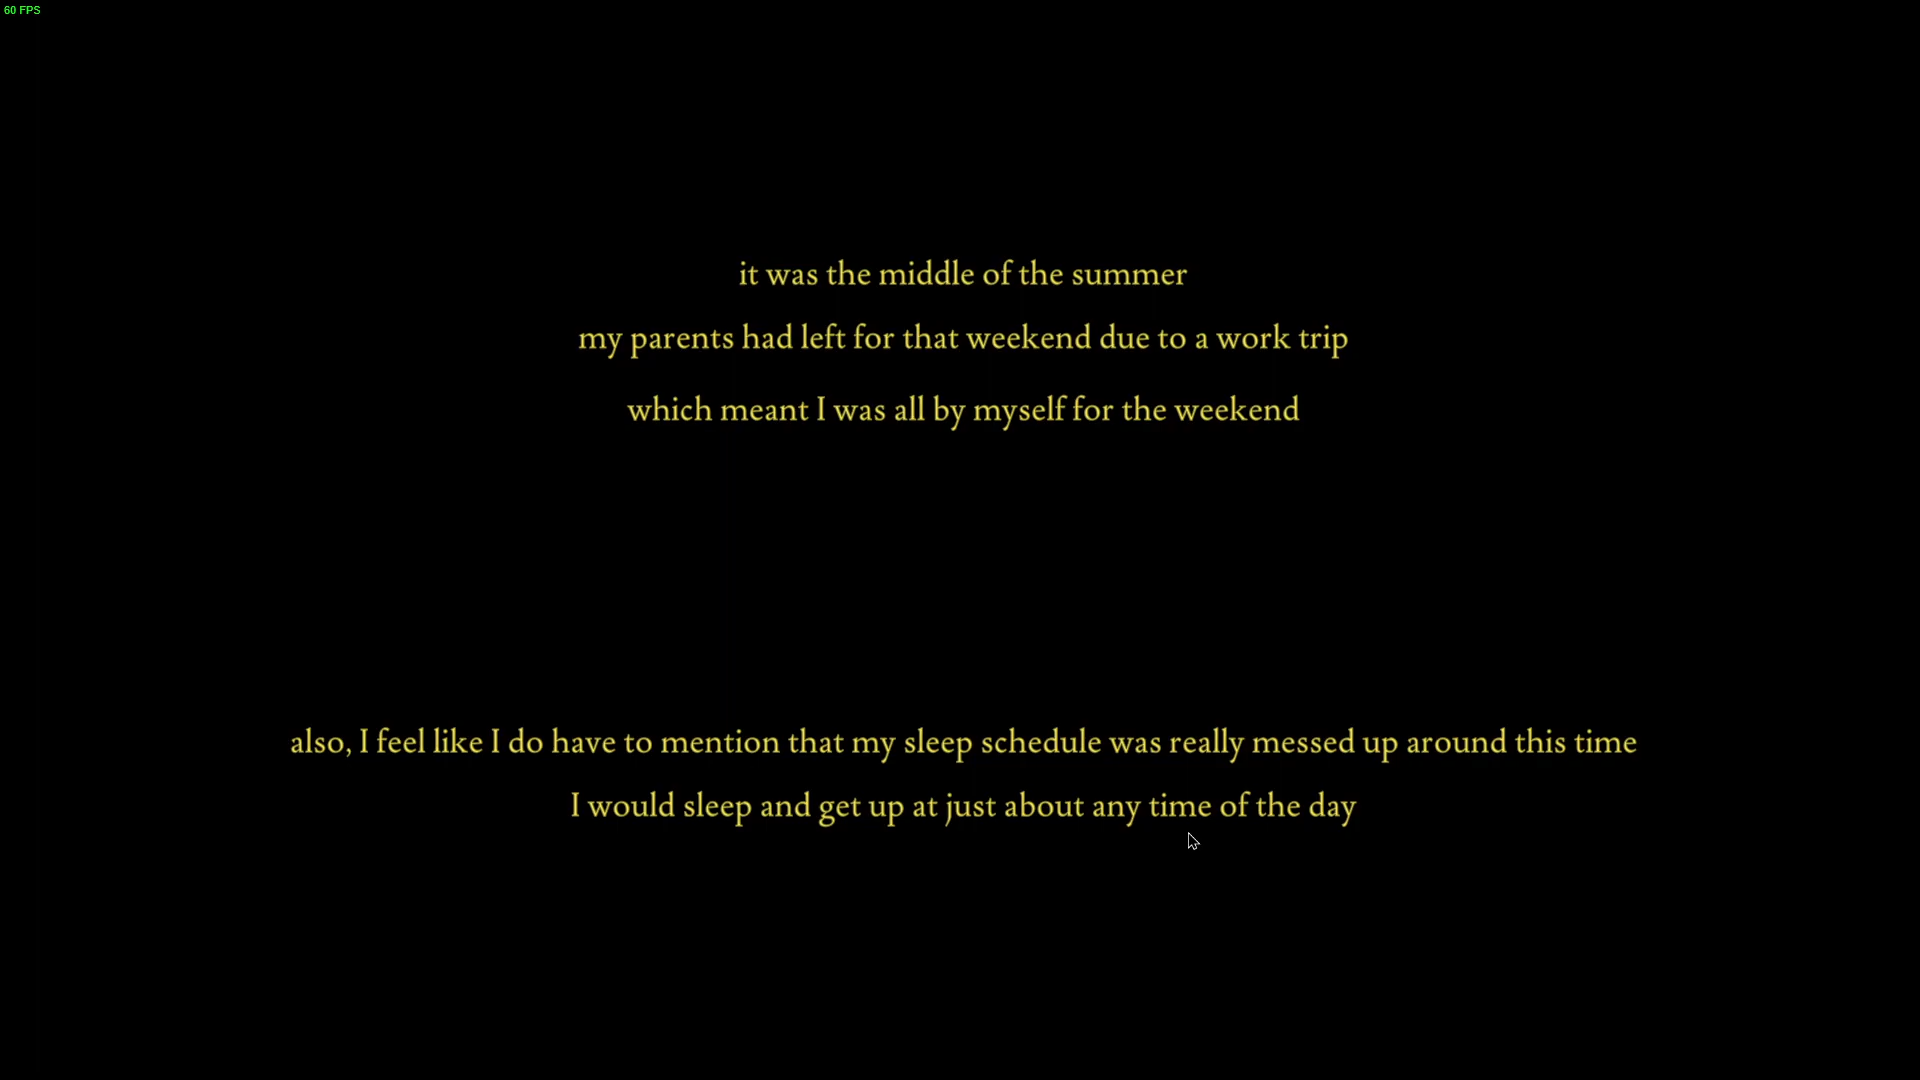 60 FPS
it was the middle of the summer
my parents had left for that weekend due to a work trip
which meant I was all by myself for the weekend
also, I feel like I do have to mention that my sleep schedule was really messed up around this time
I would sleep and get up at just about any time of the day